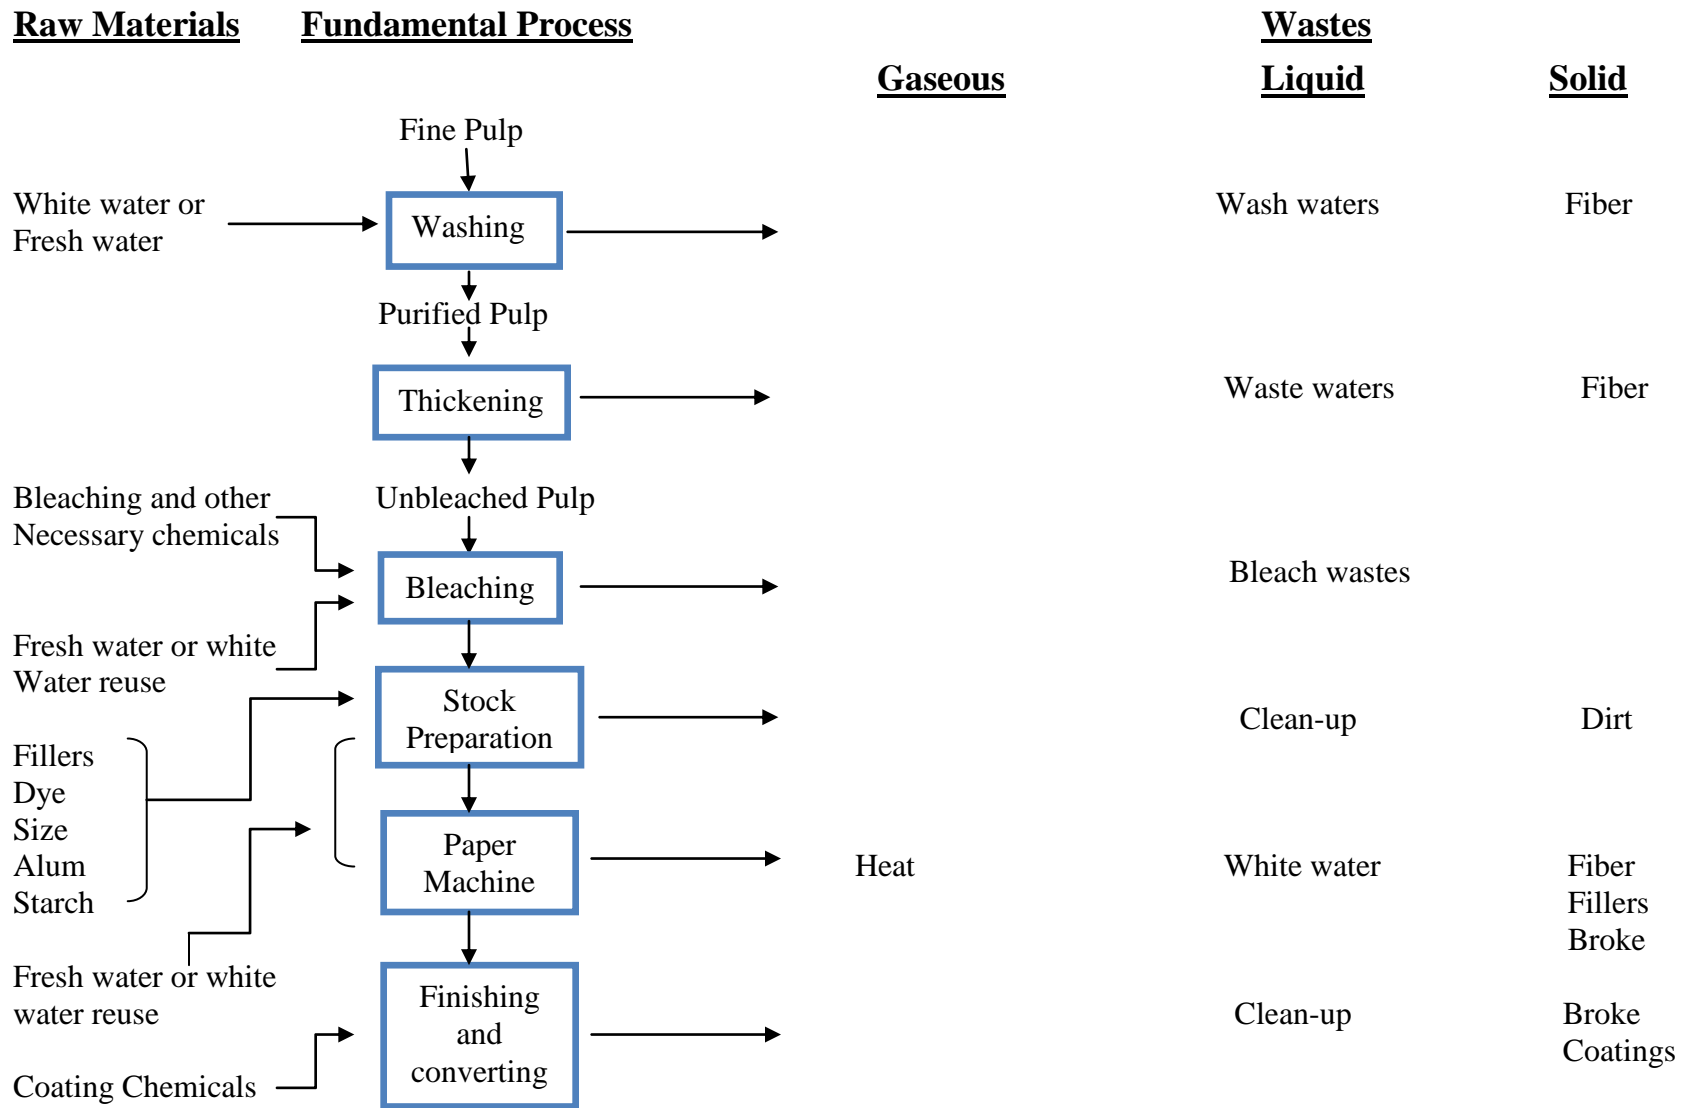 Raw Materials Fundamental Process Wastes
Gaseous Liquid Solid
Fine Pulp
White water or
Fresh water
Washing
Wash waters Fiber
Purified Pulp
Thickening
Waste waters Fiber
Bleaching and other
Necessary chemicals
Unbleached Pulp
Bleaching
Bleach wastes
Fresh water or white
Water reuse
Stock
Preparation
Clean-up Dirt
Fillers
Dye
Size
Alum
Starch
Paper
Machine
Heat White water Fiber
Fillers
Broke
Fresh water or white
water reuse
Finishing
and
converting
Clean-up Broke
Coatings
Coating Chemicals